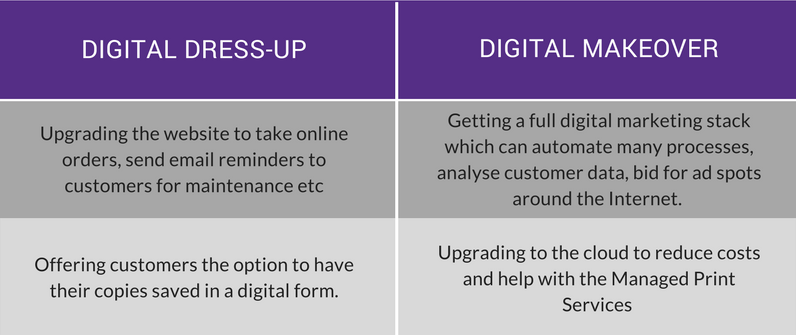 DIGITAL DRESS-UP
DIGITAL MAKEOVER
Upgrading the website to take online
orders, send email reminders to
customers for maintenance etc
Getting a full digital marketing stack
which can automate many processes,
analyse customer data, bid for ad spots
around the Internet.
Offering customers the option to have
their copies saved in a digital form.
Upgrading to the cloud to reduce costs
and help with the Managed Print
Services